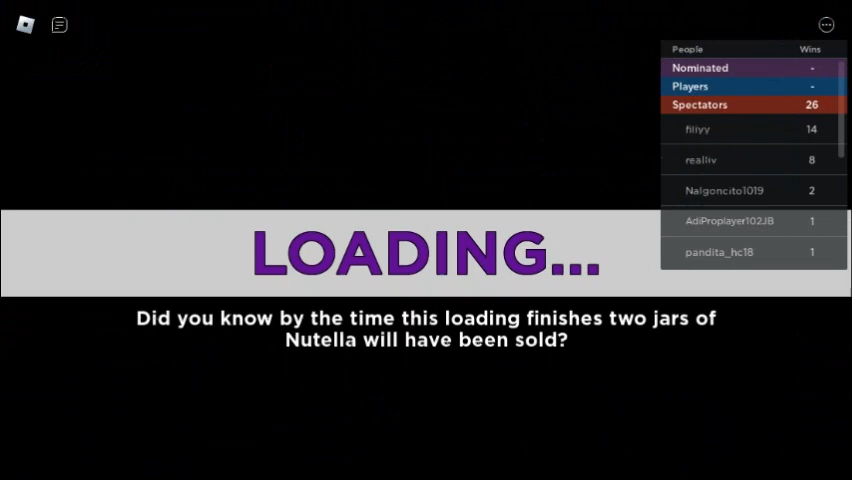 People Wins
Nominated -
Players -
Spectators 26
filiyy 14
realliv 8
Nalgoncito1019 2
AdiProplayer102JB 1
pandita_hc18 1
LOADING...
Did you know by the time this loading finishes two jars of
Nutella will have been sold?